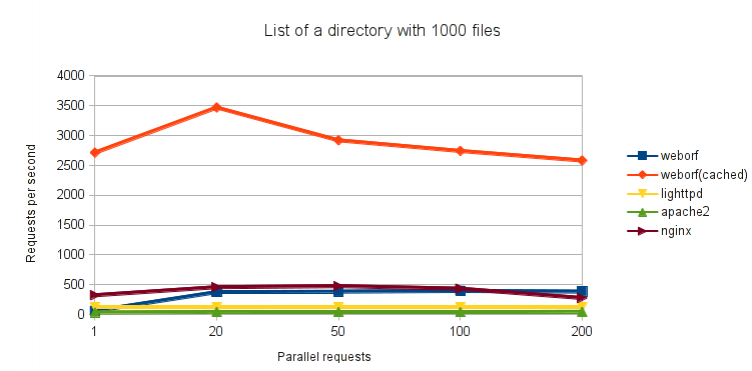 List of a directory with 1000 files
4000
3500
3000
2500
2000
1500
1000
500
0
Requests per second
1 20 50 100 200
Parallel requests
weborf
weborf(cached)
lighttpd
apache2
nginx